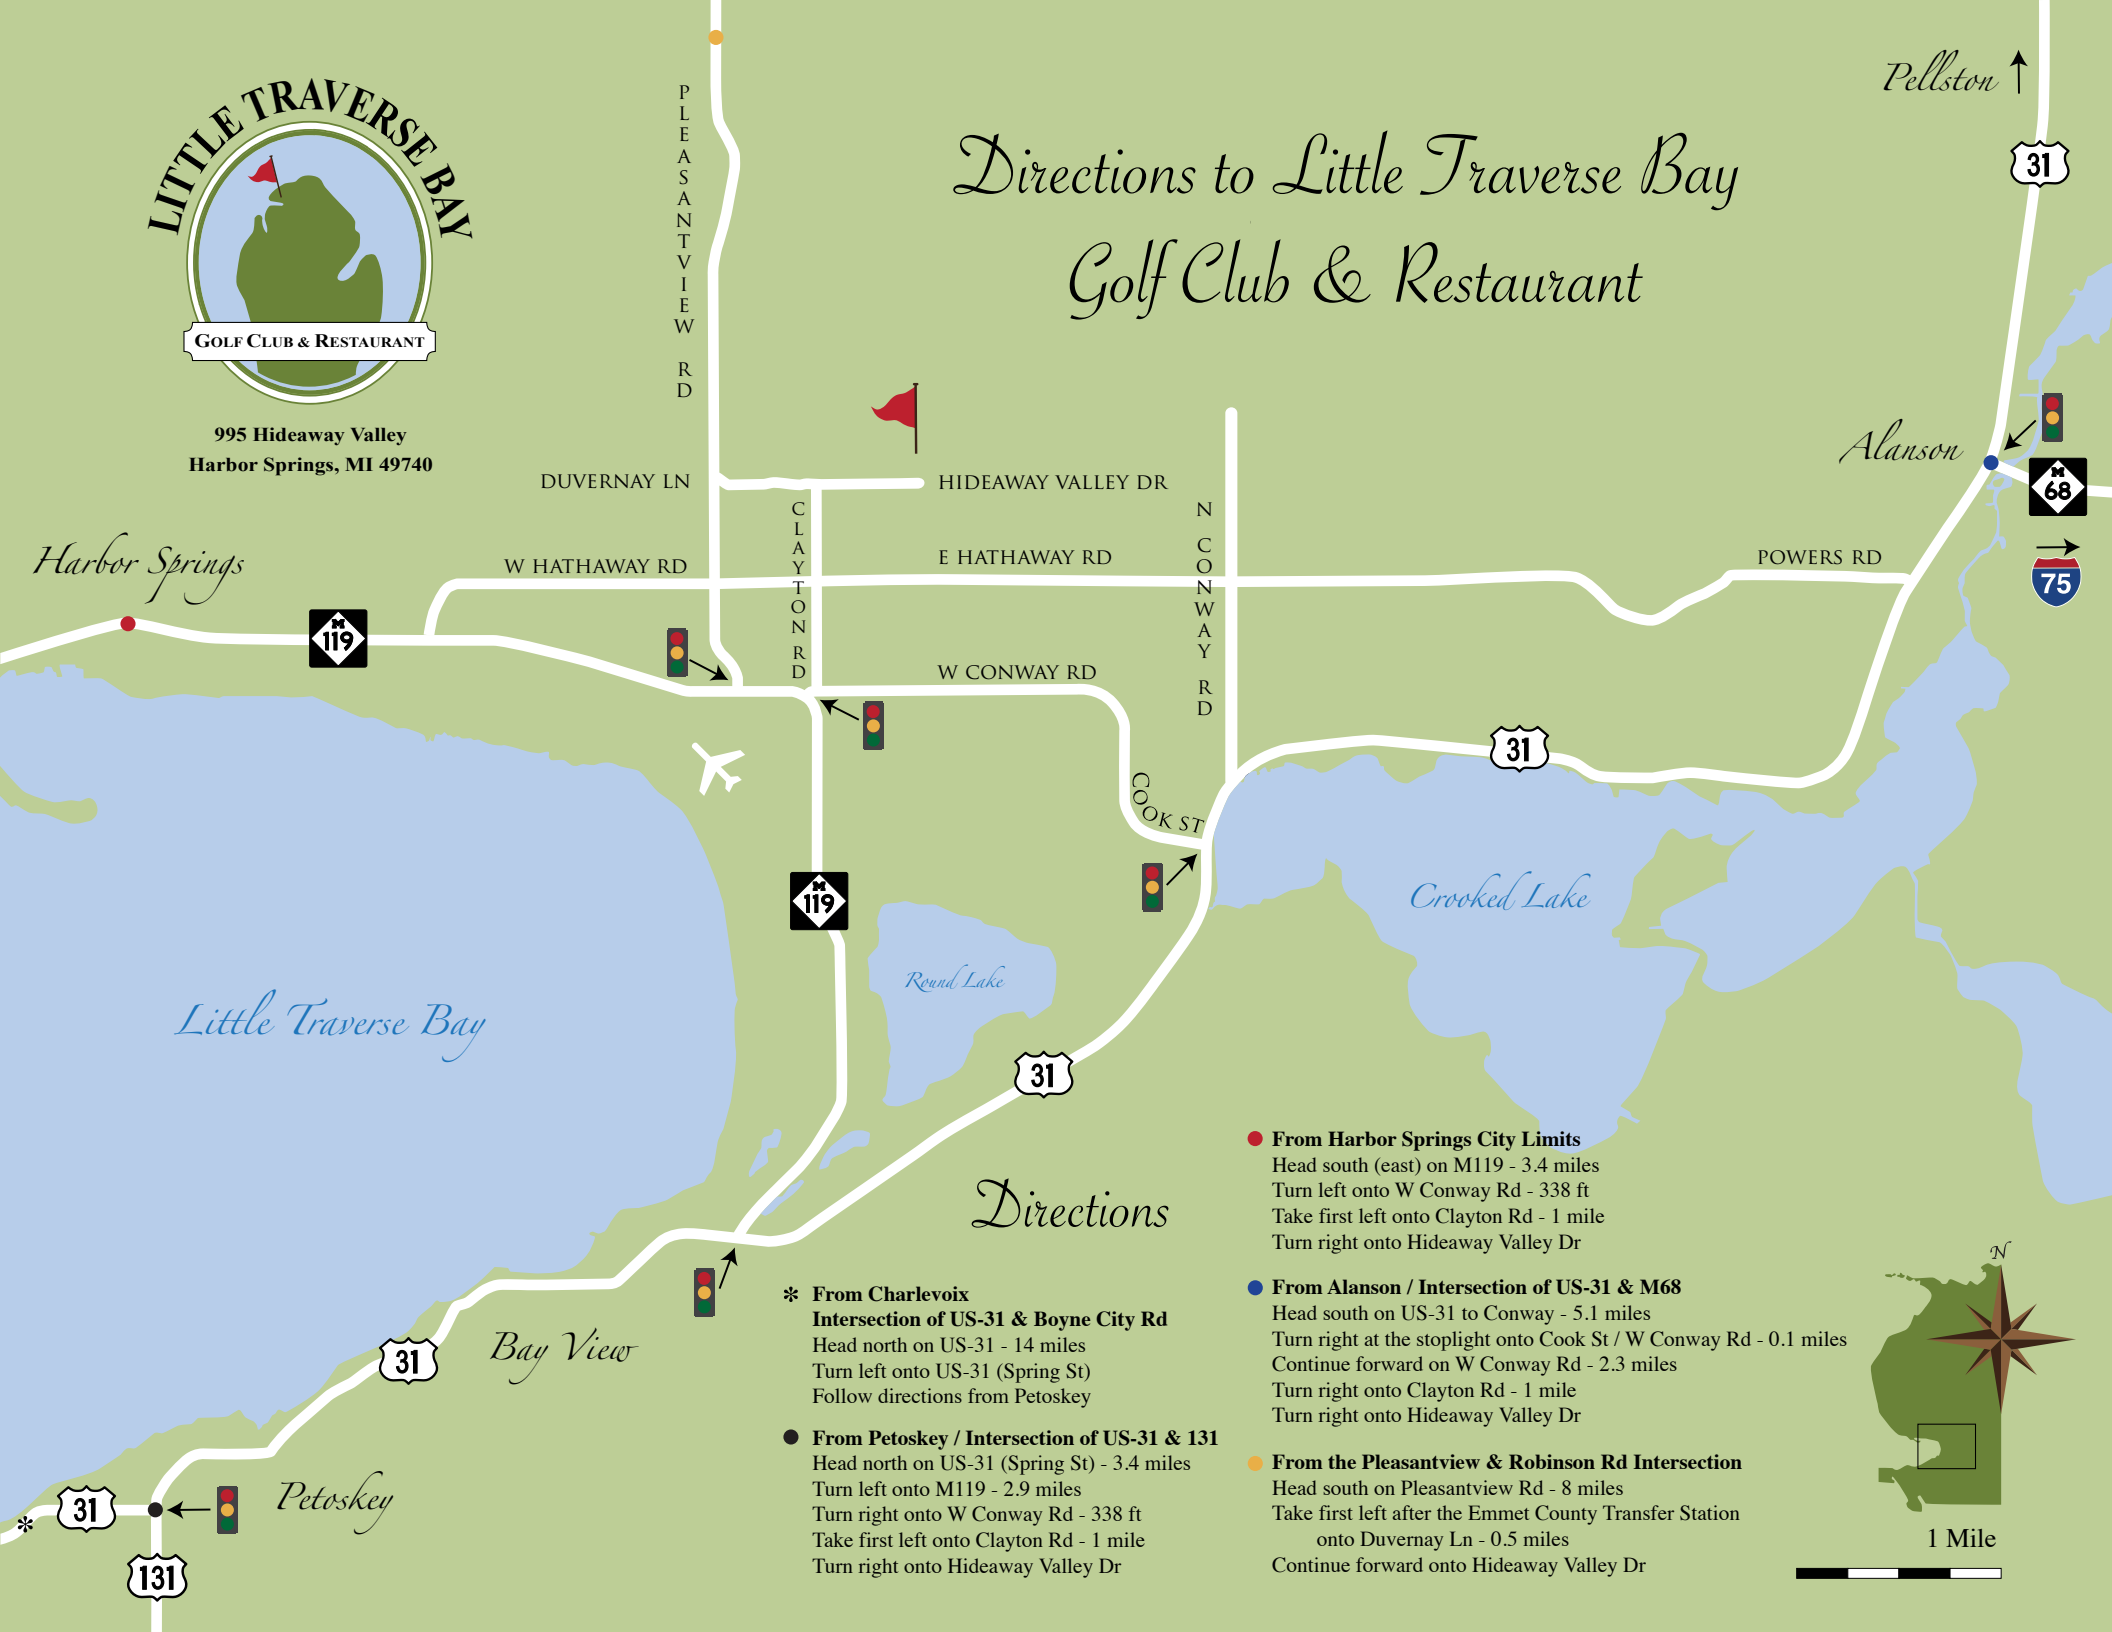 LITTLE TRAVERSE BAY
GOLF CLUB & RESTAURANT
995 Hideaway Valley
Harbor Springs, MI 49740
Directions to Little Traverse Bay
Golf Club & Restaurant
Pellston
31
PLEASANTVIEW RD
Alanson
M 68
75
DUVERNAY LN
HIDEAWAY VALLEY DR
CLAYTON RD
N CONWAY RD
Harbor Springs
W HATHAWAY RD
E HATHAWAY RD
POWERS RD
M 119
W CONWAY RD
31
COOK ST
M 119
Crooked Lake
Round Lake
Little Traverse Bay
31
Bay View
31
Petoskey
31
*
131
Directions
* From Charlevoix
Intersection of US-31 & Boyne City Rd
Head north on US-31 - 14 miles
Turn left onto US-31 (Spring St)
Follow directions from Petoskey
From Petoskey / Intersection of US-31 & 131
Head north on US-31 (Spring St) - 3.4 miles
Turn left onto M119 - 2.9 miles
Turn right onto W Conway Rd - 338 ft
Take first left onto Clayton Rd - 1 mile
Turn right onto Hideaway Valley Dr
From Harbor Springs City Limits
Head south (east) on M119 - 3.4 miles
Turn left onto W Conway Rd - 338 ft
Take first left onto Clayton Rd - 1 mile
Turn right onto Hideaway Valley Dr
From Alanson / Intersection of US-31 & M68
Head south on US-31 to Conway - 5.1 miles
Turn right at the stoplight onto Cook St / W Conway Rd - 0.1 miles
Continue forward on W Conway Rd - 2.3 miles
Turn right onto Clayton Rd - 1 mile
Turn right onto Hideaway Valley Dr
From the Pleasantview & Robinson Rd Intersection
Head south on Pleasantview Rd - 8 miles
Take first left after the Emmet County Transfer Station
onto Duvernay Ln - 0.5 miles
Continue forward onto Hideaway Valley Dr
N
1 Mile